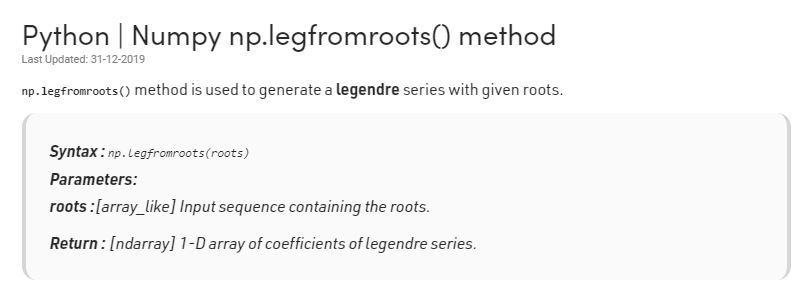 Python | Numpy np.legfromroots() method
Last Updated: 31-12-2019
np.legfromroots() method is used to generate a legendre series with given roots.
Syntax : np.legfromroots(roots)
Parameters:
roots :[array_like] Input sequence containing the roots.
Return : [ndarray] 1-D array of coefficients of legendre series.